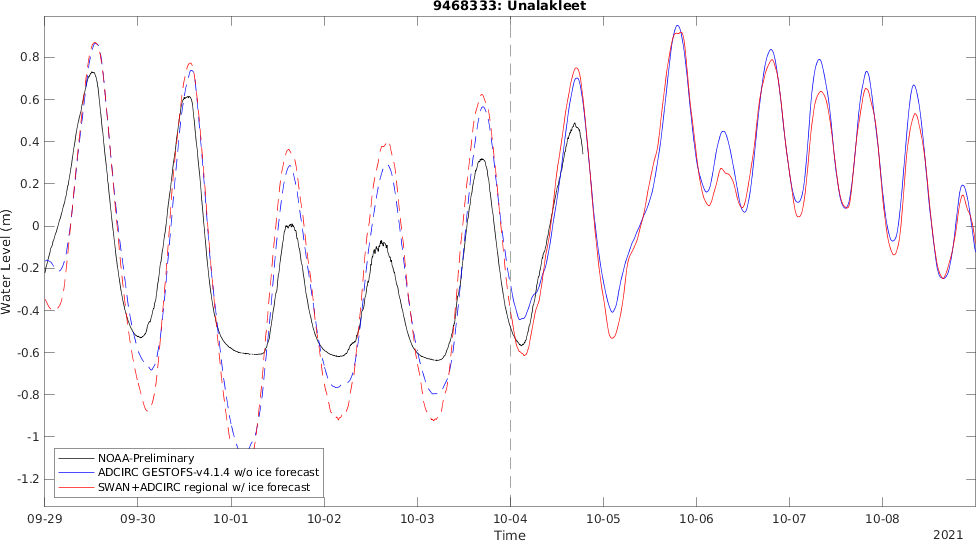 9468333: Unalakleet
Water Level (m)
0.8
0.6
0.4
0.2
0
-0.2
-0.4
-0.6
-0.8
-1
-1.2
NOAA-Preliminary
ADCIRC GESTOFS-v4.1.4 w/o ice forecast
SWAN+ADCIRC regional w/ ice forecast
09-29 09-30 10-01 10-02 10-03 10-04 10-05 10-06 10-07 10-08
Time
2021